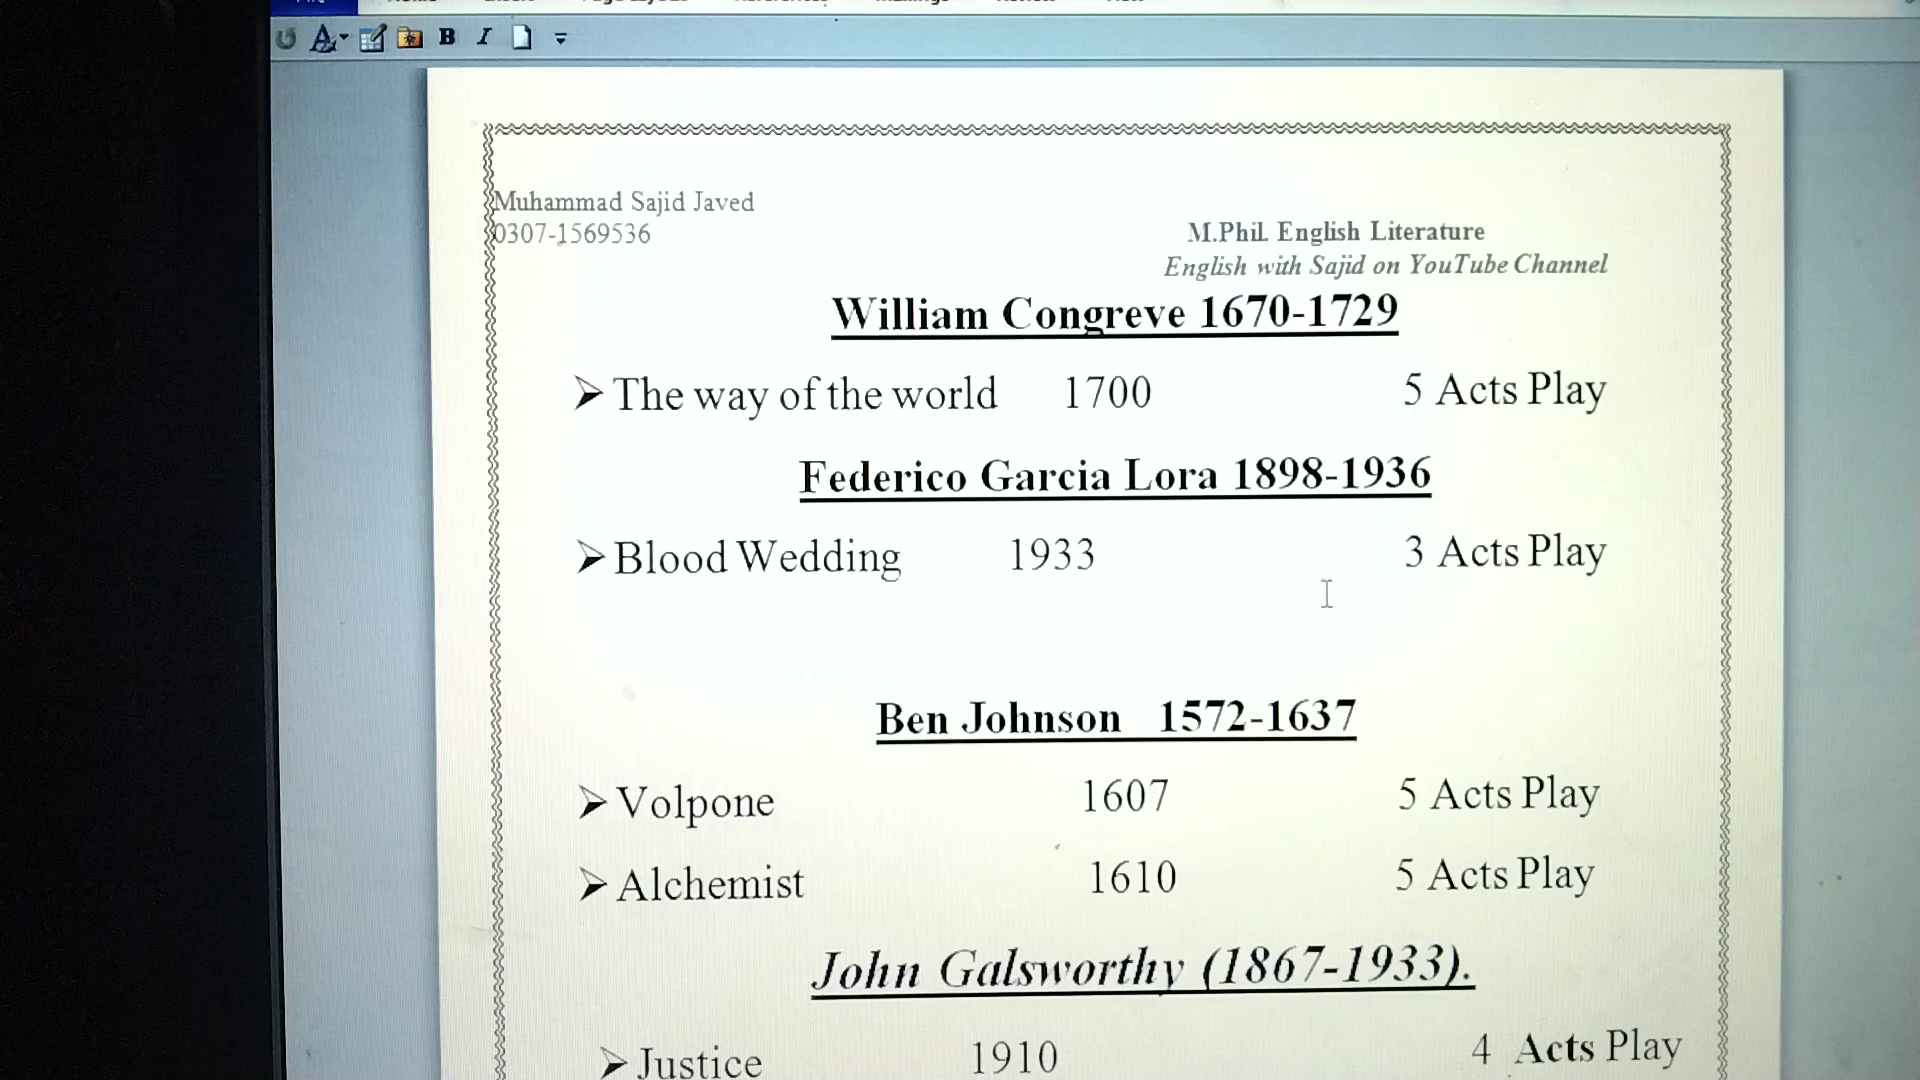 B I
Muhammad Sajid Javed
0307-1569536
M.Phil. English Literature
English with Sajid on YouTube Channel
William Congreve 1670-1729
➢ The way of the world 1700 5 Acts Play
Federico Garcia Lora 1898-1936
➢ Blood Wedding 1933 3 Acts Play
Ben Johnson 1572-1637
➢ Volpone 1607 5 Acts Play
➢ Alchemist 1610 5 Acts Play
John Galsworthy (1867-1933).
➢ Justice 1910 4 Acts Play